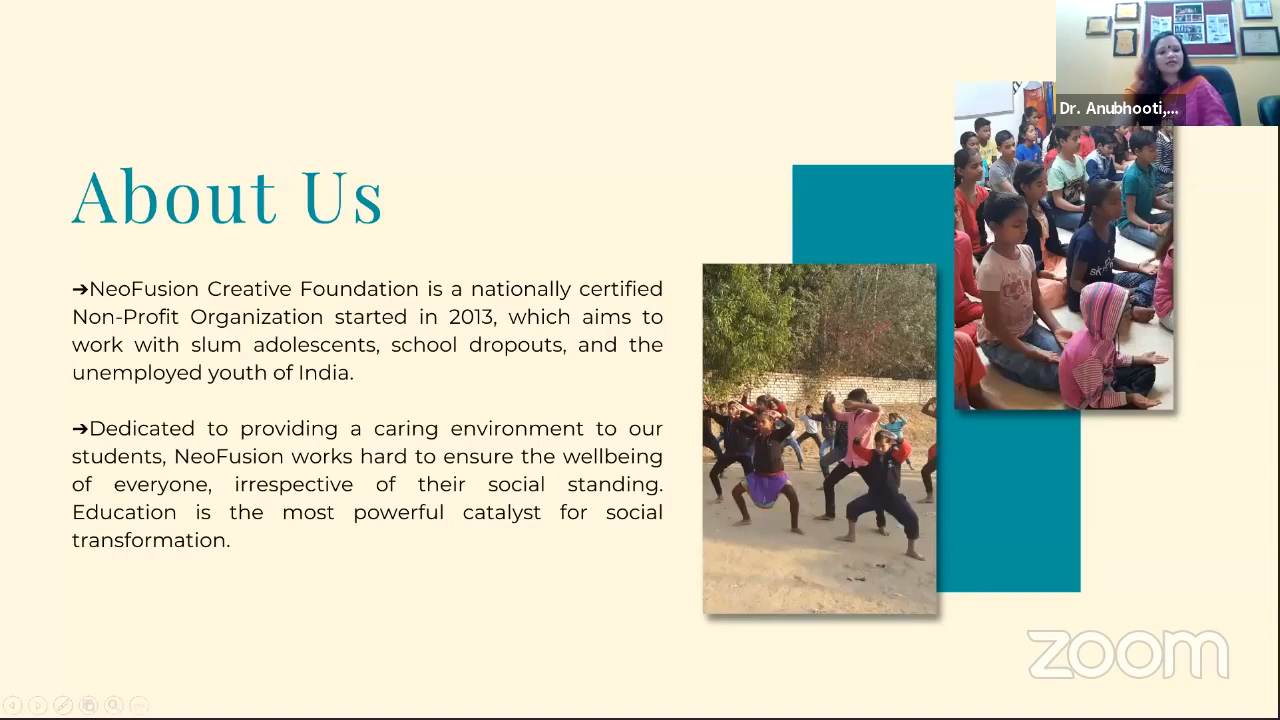 Dr. Anubhooti,...
About Us
➔NeoFusion Creative Foundation is a nationally certified
Non-Profit Organization started in 2013, which aims to
work with slum adolescents, school dropouts, and the
unemployed youth of India.
➔Dedicated to providing a caring environment to our
students, NeoFusion works hard to ensure the wellbeing
of everyone, irrespective of their social standing.
Education is the most powerful catalyst for social
transformation.
zoom